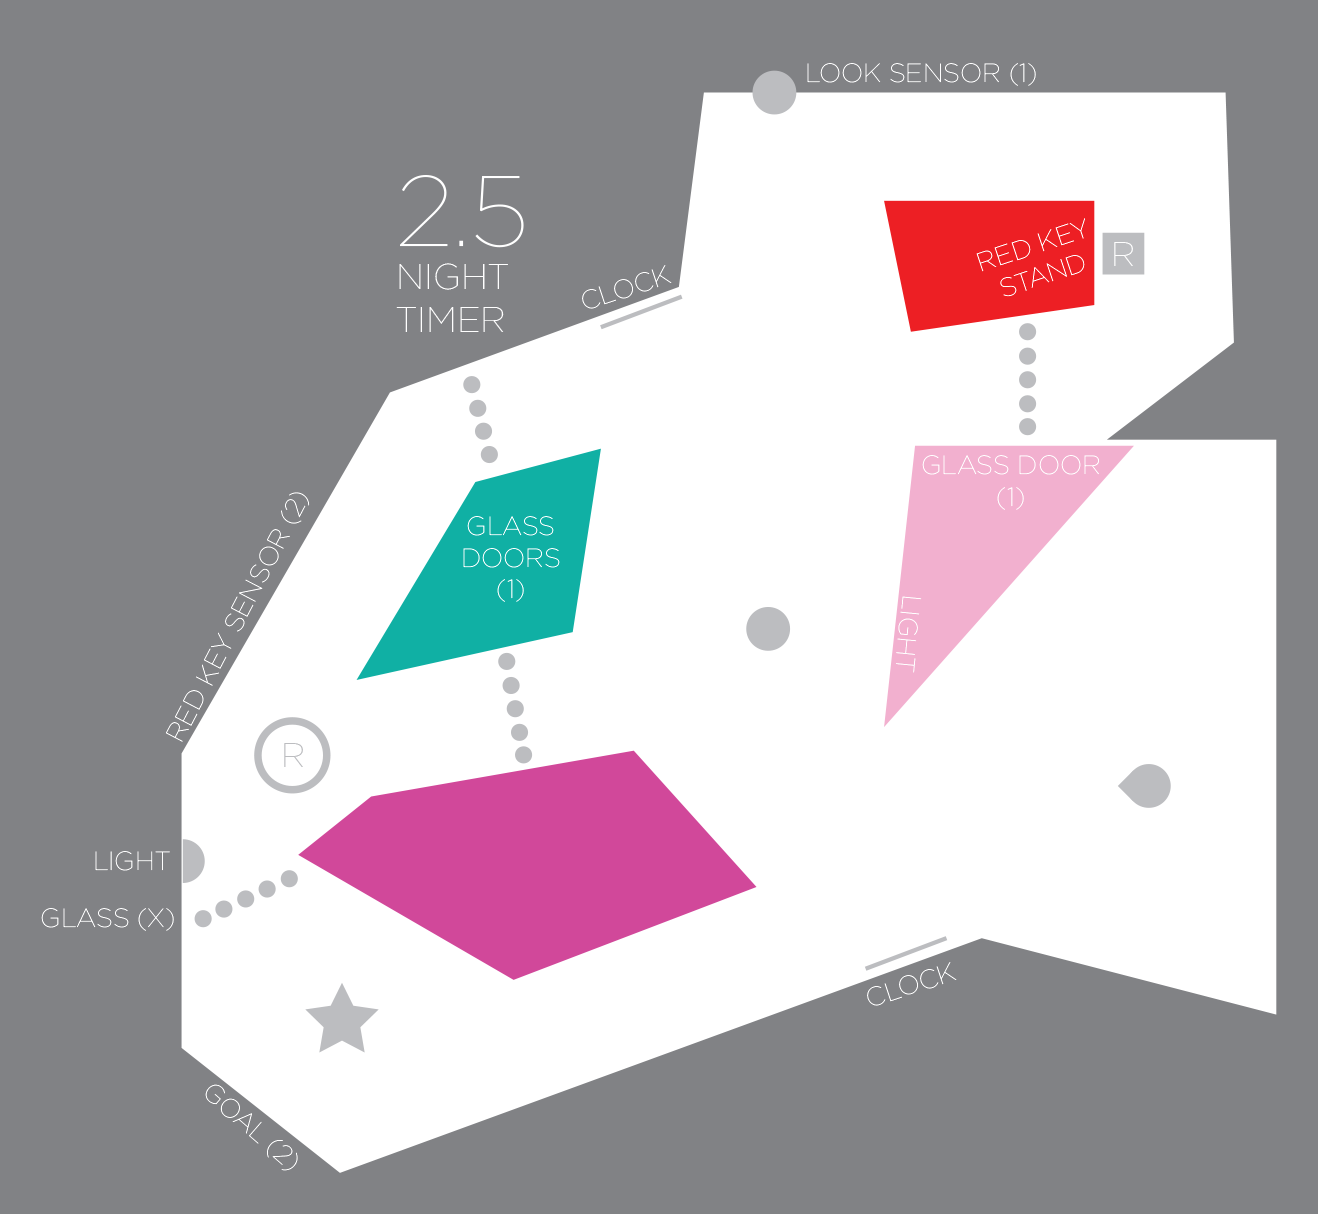 LOOK SENSOR (1)
2.5
NIGHT
TIMER
CLOCK
RED KEY
STAND
R
GLASS DOOR
(1)
LIGHT
GLASS
DOORS
(1)
RED KEY SENSOR (2)
R
LIGHT
GLASS (X)
CLOCK
GOAL (2)